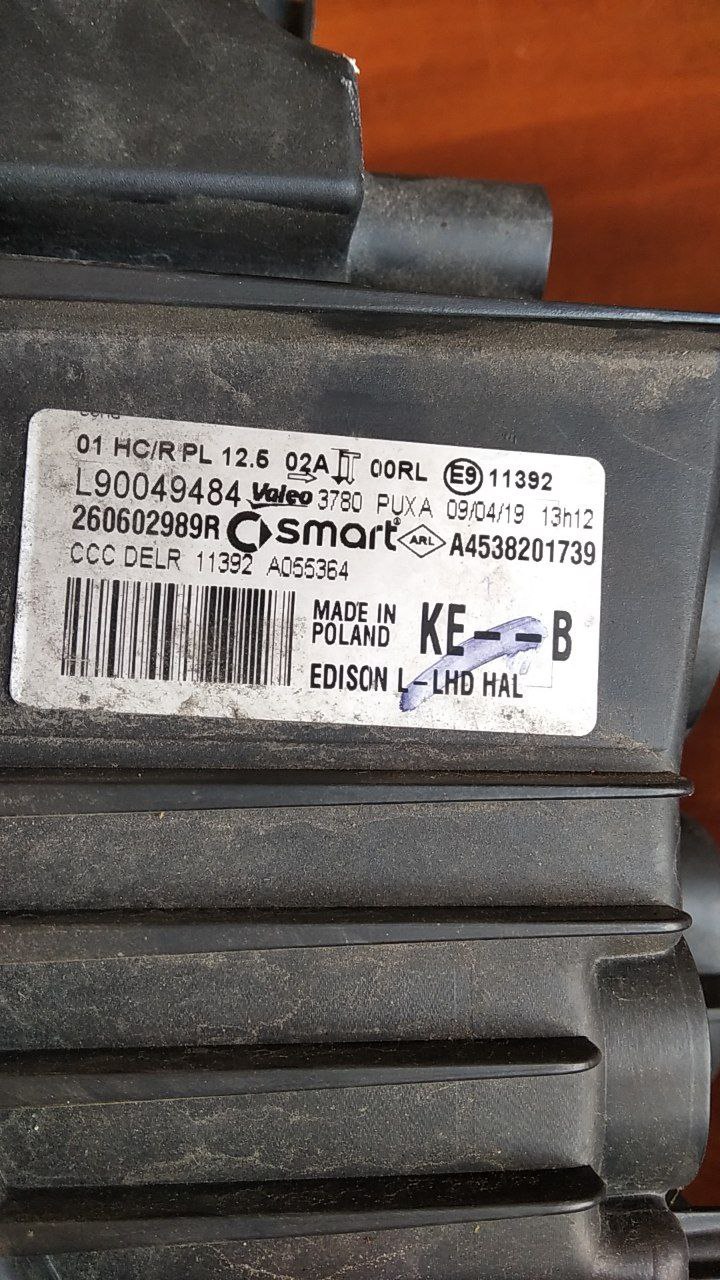 01 HC/R PL 12.5 02A 00RL E9 11392
L90049484 Valeo 3780 PUXA 09/04/19 13h12
260602989R smart® ARL A4538201739
CCC DELR 11392 A055364
MADE IN POLAND KE--B
EDISON L-LHD HAL